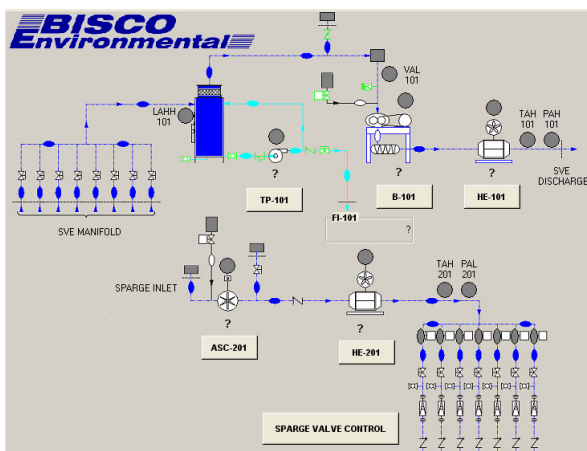 BISCO
Environmental
VAL
101
LAHH
101
TAH
101
PAH
101
?
?
?
SVE
DISCHARGE
TP-101
B-101
HE-101
FI-101
?
SVE MANIFOLD
TAH
201
PAL
201
SPARGE INLET
?
?
ASC-201
HE-201
SPARGE VALVE CONTROL